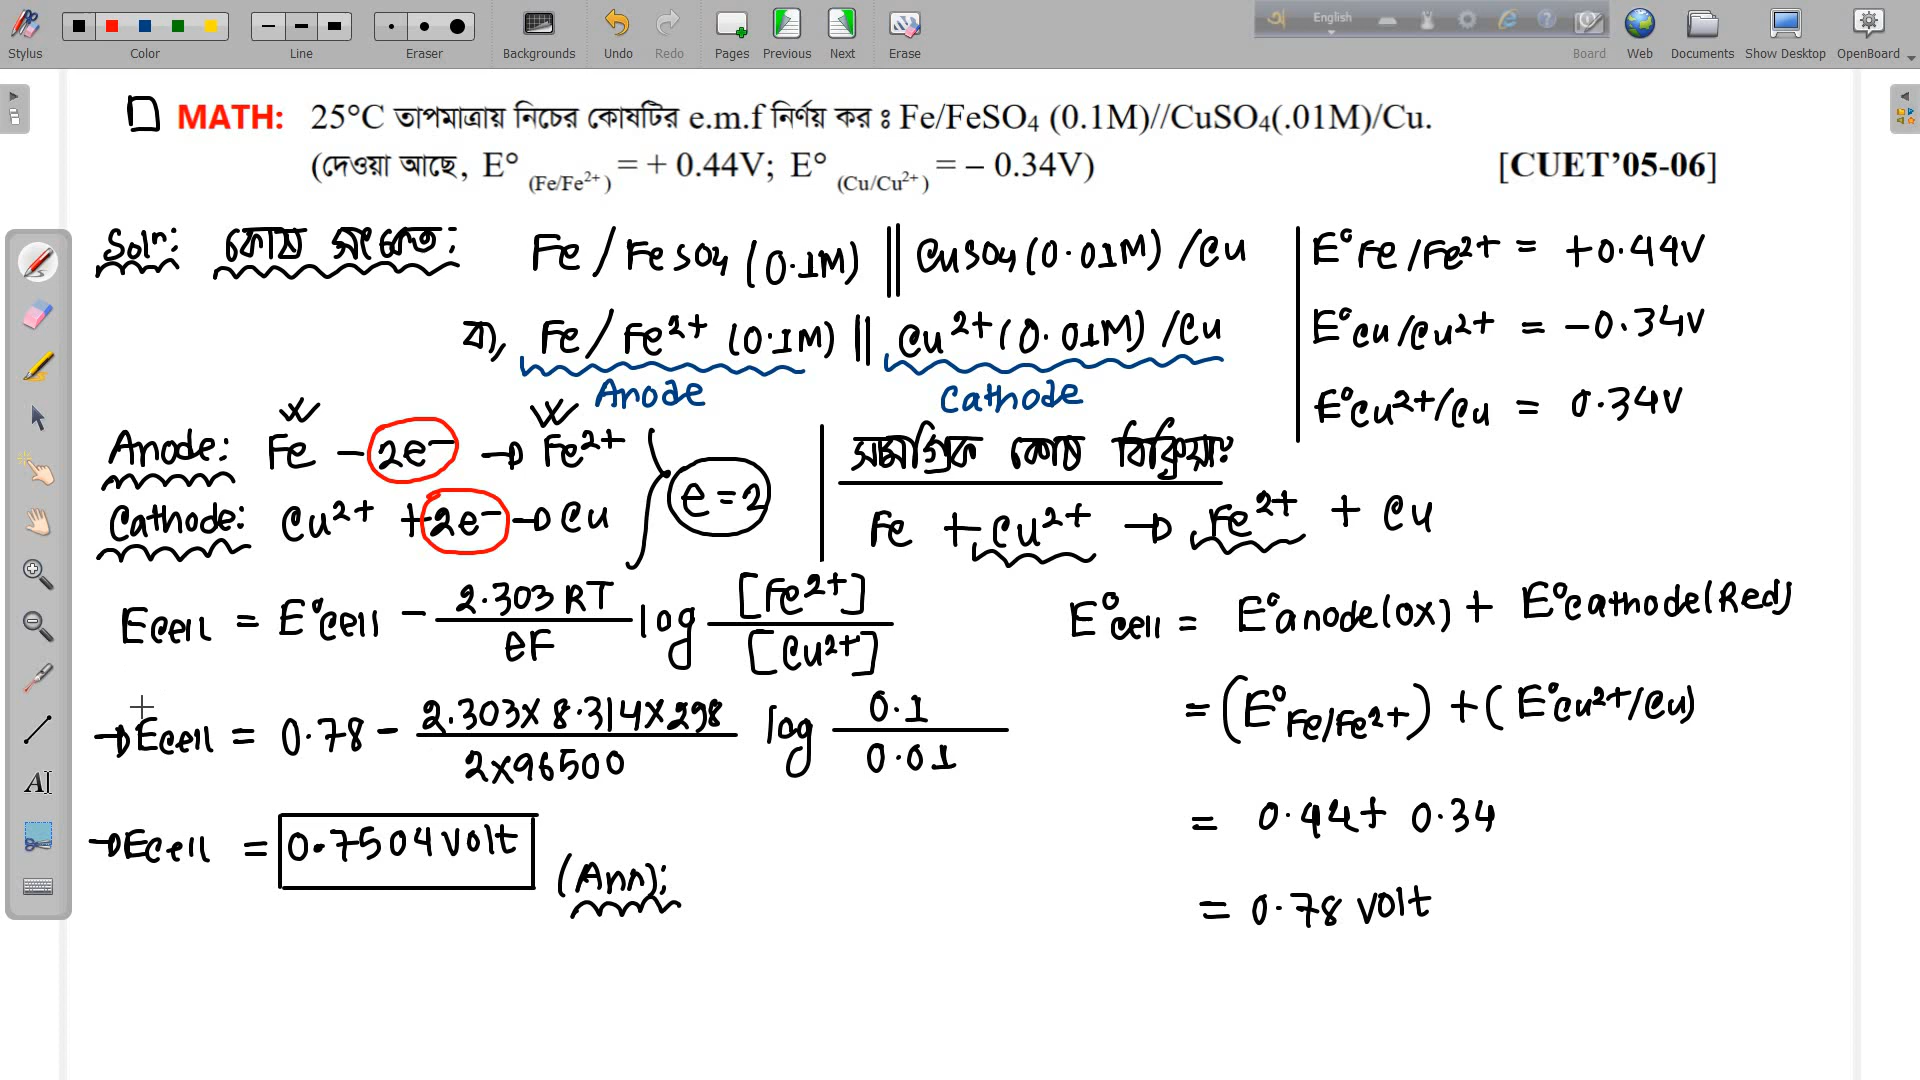 Stylus Color Line Eraser Backgrounds Undo Redo Pages Previous Next Erase English Board Web Documents Show Desktop OpenBoard
MATH: 25°C তাপমাত্রায় নিচের কোষটির e.m.f নির্ণয় কর ঃ Fe/FeSO₄ (0.1M)//CuSO₄(.01M)/Cu.
(দেওয়া আছে, E° (Fe/Fe²⁺) = + 0.44V; E° (Cu/Cu²⁺) = – 0.34V) [CUET'05-06]
Solⁿ: কোষ সংকেত: Fe/FeSO₄ (0.1M) || CuSO₄(0.01M)/Cu
বা, Fe/Fe²⁺ (0.1M) || Cu²⁺(0.01M)/Cu
Anode Cathode
E°Fe/Fe²⁺ = +0.44V
E°Cu/Cu²⁺ = -0.34V
E°Cu²⁺/Cu = 0.34V
Anode: Fe - 2e⁻ → Fe²⁺
Cathode: Cu²⁺ + 2e⁻ → Cu
e = 2
সামগ্রিক কোষ বিক্রিয়া:
Fe + Cu²⁺ → Fe²⁺ + Cu
Ecell = E°cell - 2.303RT/eF log [Fe²⁺]/[Cu²⁺]
→ Ecell = 0.78 - 2.303×8.314×298/2×96500 log 0.1/0.01
→ Ecell = 0.7504 volt (Ans):
E°cell = E°anode(ox) + E°cathode(Red)
= (E°Fe/Fe²⁺) + (E°Cu²⁺/Cu)
= 0.44 + 0.34
= 0.78 volt